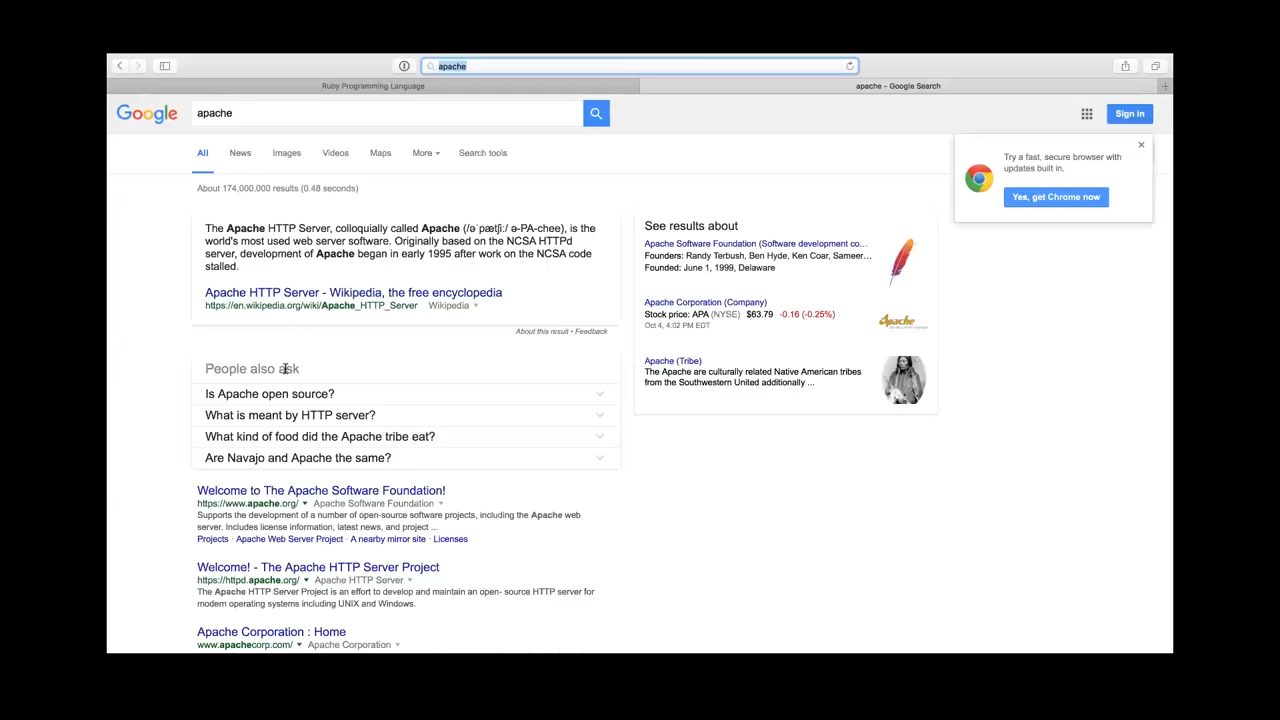 apache
Ruby Programming Language
apache - Google Search
Google
apache
Sign in
All
News
Images
Videos
Maps
More
Search tools
Try a fast, secure browser with
updates built in.
Yes, get Chrome now
About 174,000,000 results (0.48 seconds)
The Apache HTTP Server, colloquially called Apache (/əˈpætʃiː/ ə-PA-chee), is the
world's most used web server software. Originally based on the NCSA HTTPd
server, development of Apache began in early 1995 after work on the NCSA code
stalled.
Apache HTTP Server - Wikipedia, the free encyclopedia
https://en.wikipedia.org/wiki/Apache_HTTP_Server Wikipedia
About this result • Feedback
See results about
Apache Software Foundation (Software development co...
Founders: Randy Terbush, Ben Hyde, Ken Coar, Sameer...
Founded: June 1, 1999, Delaware
Apache Corporation (Company)
Stock price: APA (NYSE) $63.79 -0.16 (-0.25%)
Oct 4, 4:02 PM EDT
Apache
Apache (Tribe)
The Apache are culturally related Native American tribes
from the Southwestern United additionally ...
People also ask
Is Apache open source?
What is meant by HTTP server?
What kind of food did the Apache tribe eat?
Are Navajo and Apache the same?
Welcome to The Apache Software Foundation!
https://www.apache.org/ Apache Software Foundation
Supports the development of a number of open-source software projects, including the Apache web
server. Includes license information, latest news, and project ...
Projects · Apache Web Server Project · A nearby mirror site · Licenses
Welcome! - The Apache HTTP Server Project
https://httpd.apache.org/ Apache HTTP Server
The Apache HTTP Server Project is an effort to develop and maintain an open- source HTTP server for
modern operating systems including UNIX and Windows.
Apache Corporation : Home
www.apachecorp.com/ Apache Corporation